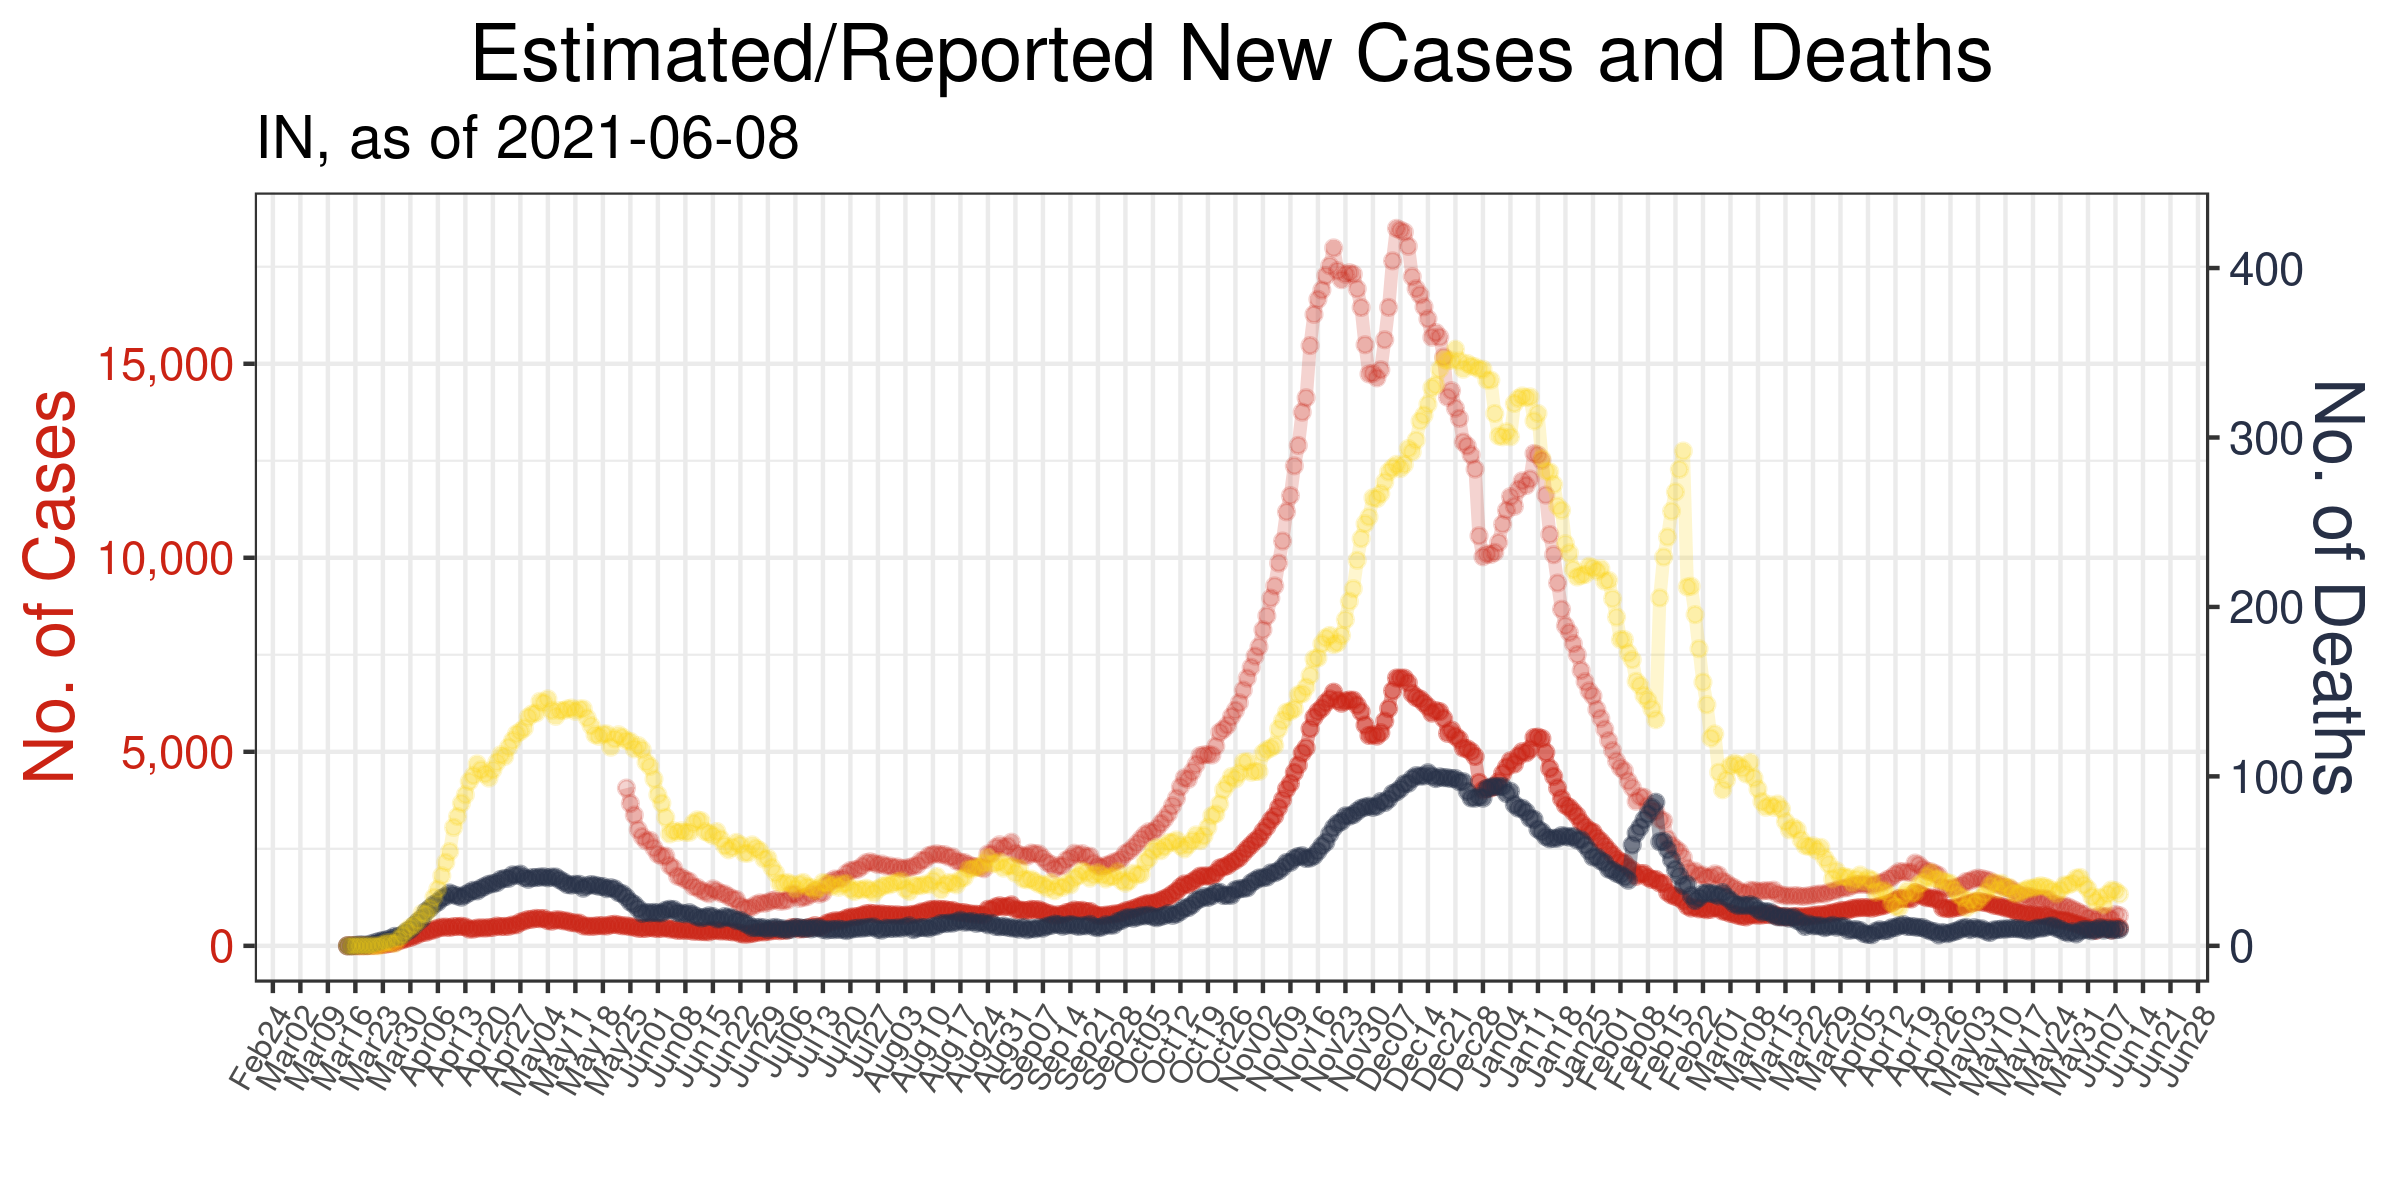 Estimated/Reported New Cases and Deaths
IN, as of 2021-06-08
No. of Cases
15,000
10,000
5,000
0
400
300
200
100
0
No. of Deaths
Feb24
Mar02
Mar09
Mar16
Mar23
Mar30
Apr06
Apr13
Apr20
Apr27
May04
May11
May18
May25
Jun01
Jun08
Jun15
Jun22
Jun29
Jul06
Jul13
Jul20
Jul27
Aug03
Aug10
Aug17
Aug24
Aug31
Sep07
Sep14
Sep21
Sep28
Oct05
Oct12
Oct19
Oct26
Nov02
Nov09
Nov16
Nov23
Nov30
Dec07
Dec14
Dec21
Dec28
Jan04
Jan11
Jan18
Jan25
Feb01
Feb08
Feb15
Feb22
Mar01
Mar08
Mar15
Mar22
Mar29
Apr05
Apr12
Apr19
Apr26
May03
May10
May17
May24
May31
Jun07
Jun14
Jun21
Jun28